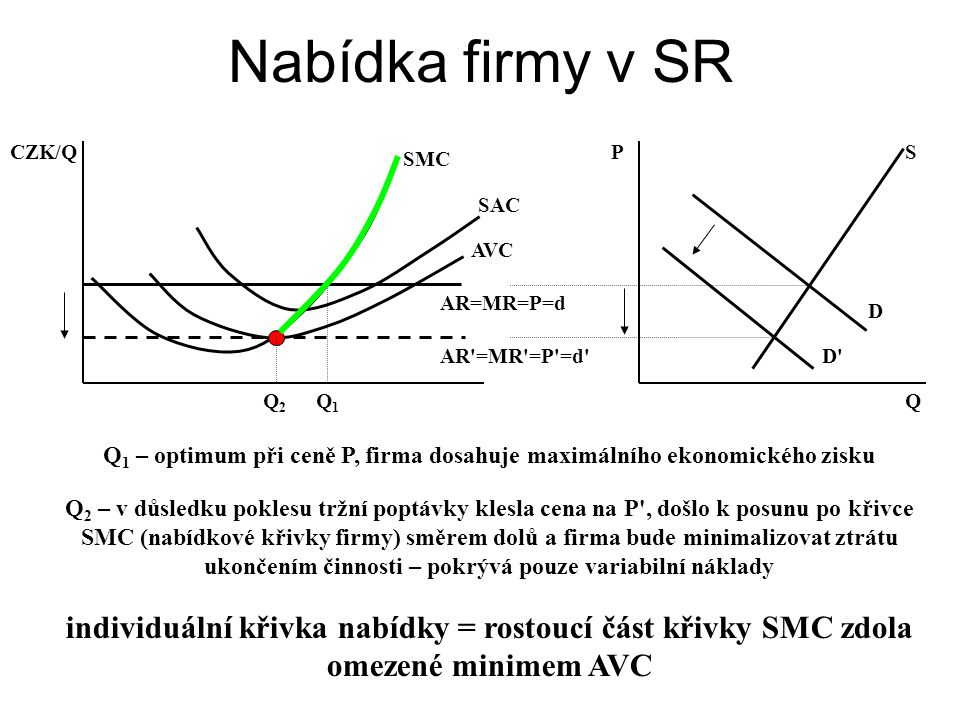 Nabídka firmy v SR
CZK/Q
SMC
SAC
AVC
AR=MR=P=d
AR'=MR'=P'=d'
Q₂ Q₁
P
S
D
D'
Q
Q₁ – optimum při ceně P, firma dosahuje maximálního ekonomického zisku
Q₂ – v důsledku poklesu tržní poptávky klesla cena na P', došlo k posunu po křivce
SMC (nabídkové křivky firmy) směrem dolů a firma bude minimalizovat ztrátu
ukončením činnosti – pokrývá pouze variabilní náklady
individuální křivka nabídky = rostoucí část křivky SMC zdola
omezené minimem AVC